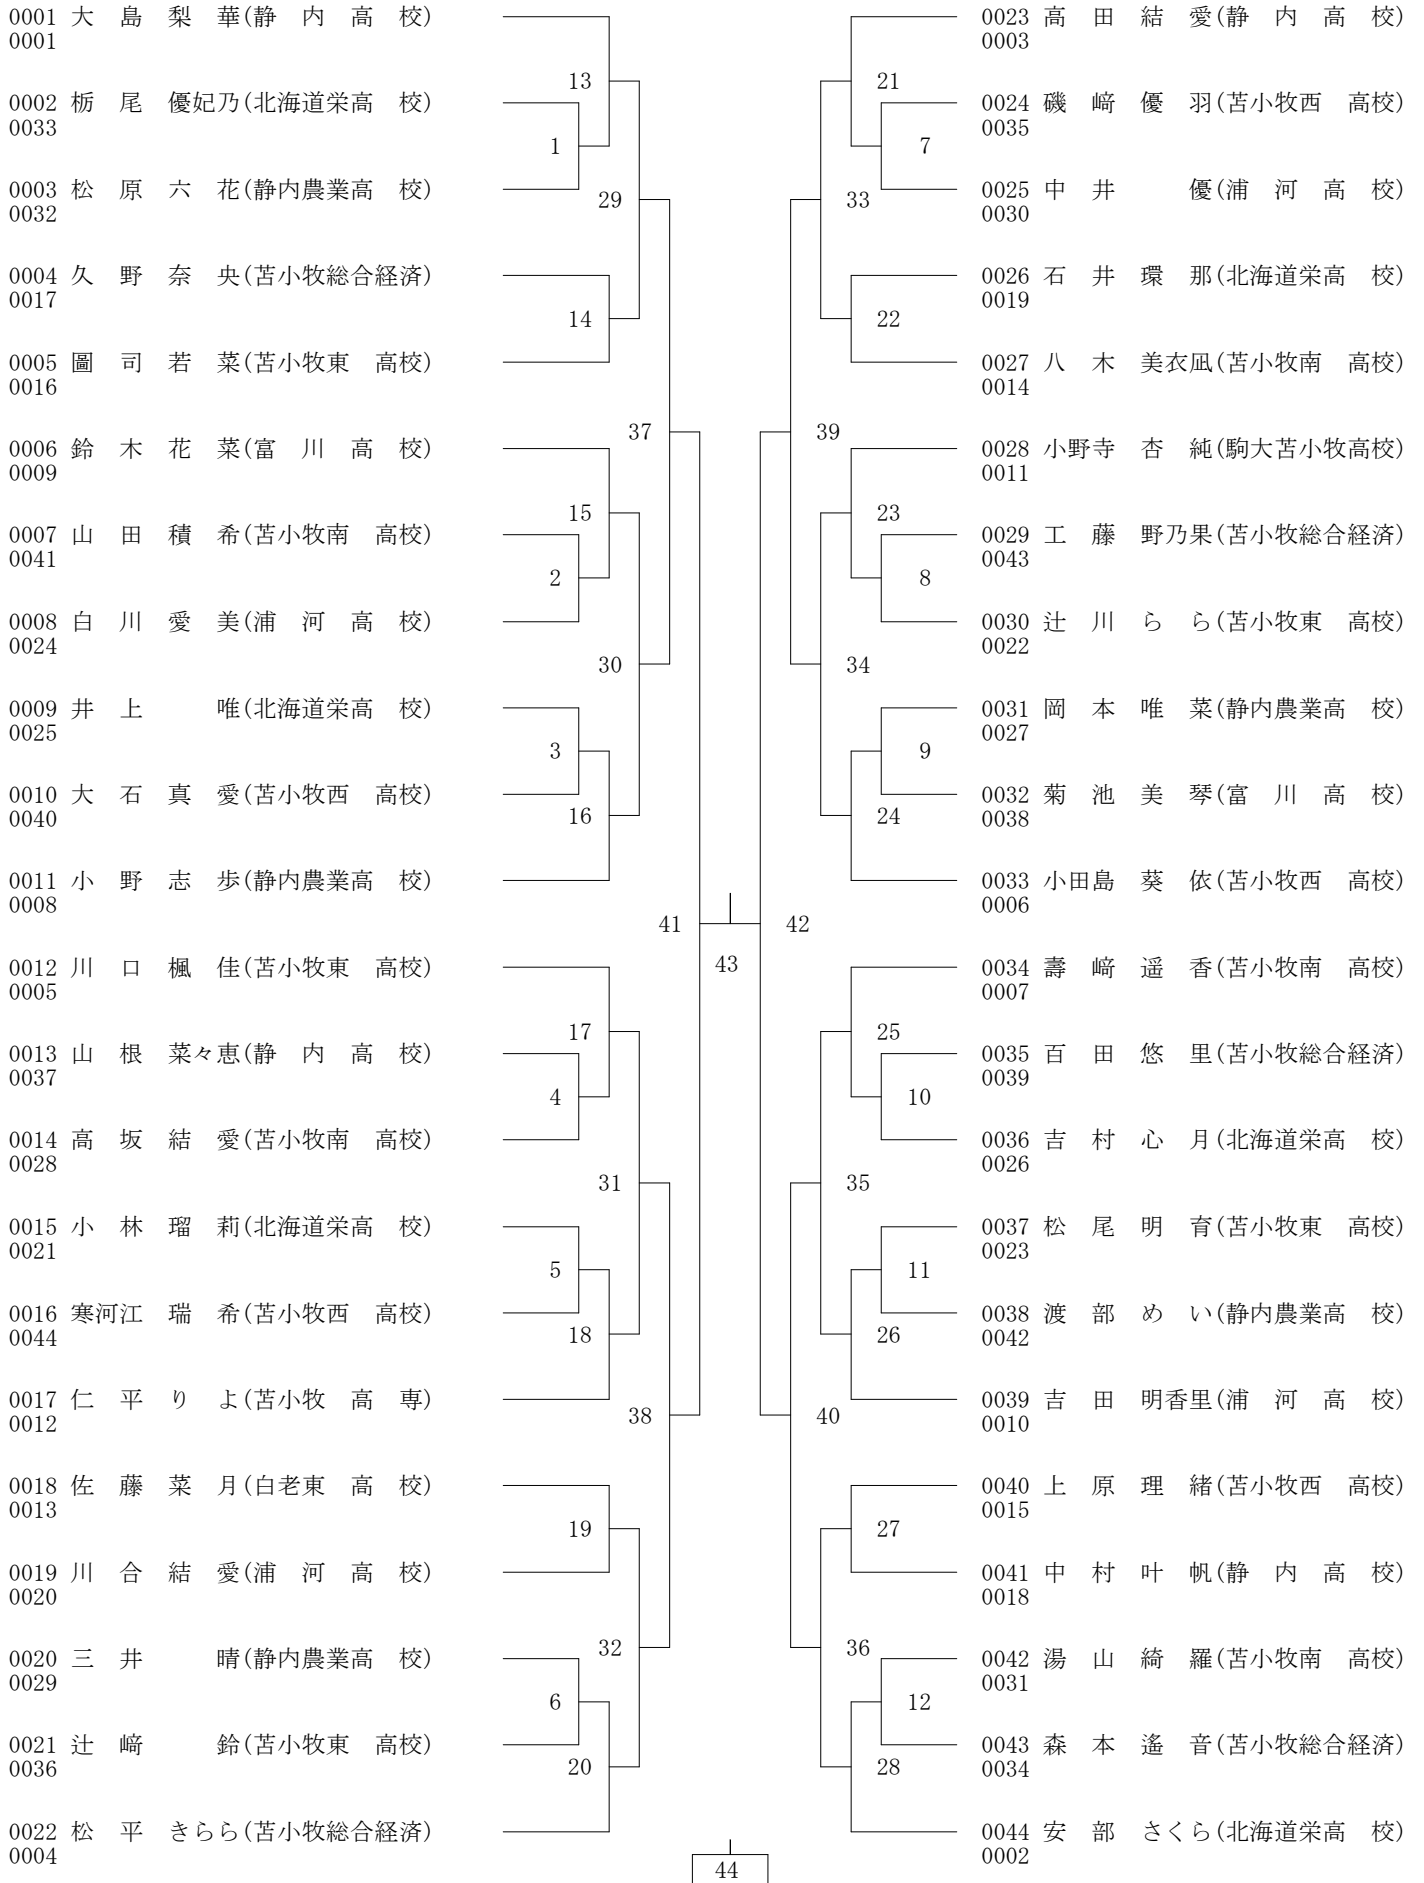 0001 大　島　梨　華(静　内　高　校)
0001
13
0002 栃　尾　優妃乃(北海道栄高　校)
0033
1
0003 松　原　六　花(静内農業高　校)
0032
29
0004 久　野　奈　央(苫小牧総合経済)
0017
14
0005 圖　司　若　菜(苫小牧東　高校)
0016
37
0006 鈴　木　花　菜(富　川　高　校)
0009
15
0007 山　田　積　希(苫小牧南　高校)
0041
2
0008 白　川　愛　美(浦　河　高　校)
0024
30
0009 井　上　　　唯(北海道栄高　校)
0025
3
0010 大　石　真　愛(苫小牧西　高校)
0040
16
0011 小　野　志　歩(静内農業高　校)
0008
41
0012 川　口　楓　佳(苫小牧東　高校)
0005
17
0013 山　根　菜々恵(静　内　高　校)
0037
4
0014 高　坂　結　愛(苫小牧南　高校)
0028
31
0015 小　林　瑠　莉(北海道栄高　校)
0021
5
0016 寒河江　瑞　希(苫小牧西　高校)
0044
18
0017 仁　平　り　よ(苫小牧　高　専)
0012
38
0018 佐　藤　菜　月(白老東　高　校)
0013
19
0019 川　合　結　愛(浦　河　高　校)
0020
32
0020 三　井　　　晴(静内農業高　校)
0029
6
0021 辻　﨑　　　鈴(苫小牧東　高校)
0036
20
0022 松　平　きらら(苫小牧総合経済)
0004
43
44
0023 高　田　結　愛(静　内　高　校)
0003
21
0024 磯　﨑　優　羽(苫小牧西　高校)
0035
7
0025 中　井　　　優(浦　河　高　校)
0030
33
0026 石　井　環　那(北海道栄高　校)
0019
22
0027 八　木　美衣凪(苫小牧南　高校)
0014
39
0028 小野寺　杏　純(駒大苫小牧高校)
0011
23
0029 工　藤　野乃果(苫小牧総合経済)
0043
8
0030 辻　川　ら　ら(苫小牧東　高校)
0022
34
0031 岡　本　唯　菜(静内農業高　校)
0027
9
0032 菊　池　美　琴(富　川　高　校)
0038
24
0033 小田島　葵　依(苫小牧西　高校)
0006
42
0034 壽　﨑　遥　香(苫小牧南　高校)
0007
25
0035 百　田　悠　里(苫小牧総合経済)
0039
10
0036 吉　村　心　月(北海道栄高　校)
0026
35
0037 松　尾　明　育(苫小牧東　高校)
0023
11
0038 渡　部　め　い(静内農業高　校)
0042
26
0039 吉　田　明香里(浦　河　高　校)
0010
40
0040 上　原　理　緒(苫小牧西　高校)
0015
27
0041 中　村　叶　帆(静　内　高　校)
0018
36
0042 湯　山　綺　羅(苫小牧南　高校)
0031
12
0043 森　本　遙　音(苫小牧総合経済)
0034
28
0044 安　部　さくら(北海道栄高　校)
0002